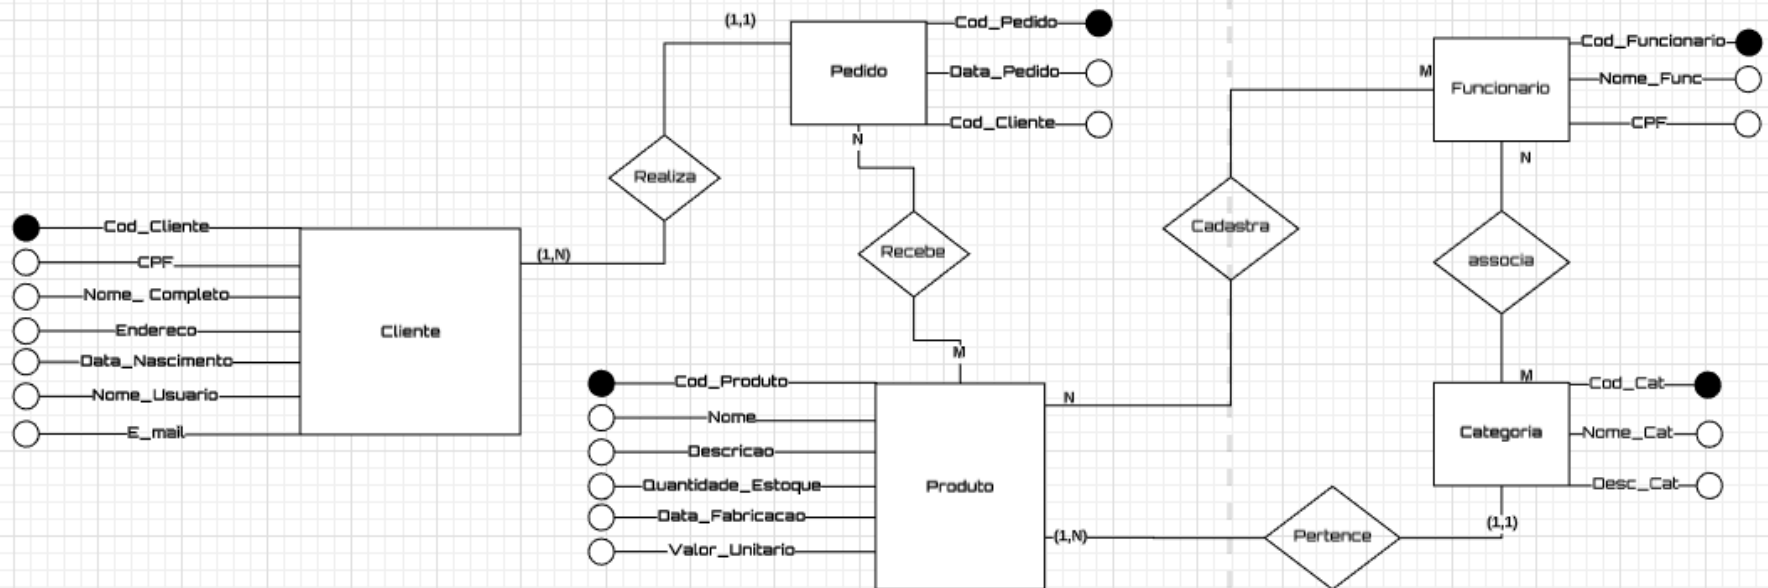 (1,1)
Pedido
Cod_Pedido
Data_Pedido
Cod_Cliente
N
Realiza
Recebe
M
Cod_Cliente
CPF
Nome_ Completo
Endereco
Data_Nascimento
Nome_Usuario
E_mail
Cliente
(1,N)
Cod_Produto
Nome
Descricao
Quantidade_Estoque
Data_Fabricacao
Valor_Unitario
Produto
N
(1,N)
Cadastra
M
Funcionario
Cod_Funcionario
Nome_Func
CPF
N
associa
M
Categoria
Cod_Cat
Nome_Cat
Desc_Cat
(1,1)
Pertence